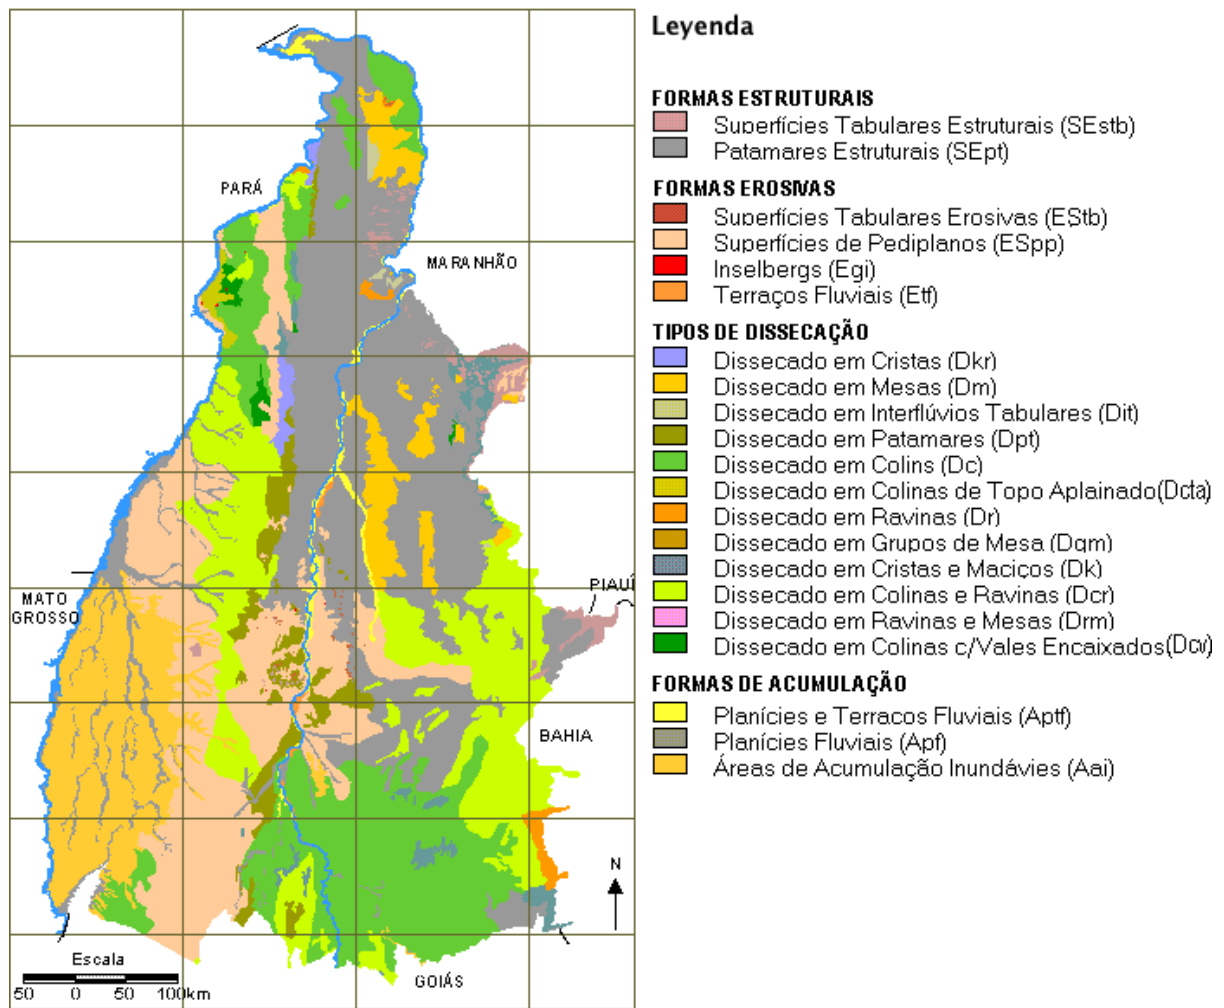 Leyenda
FORMAS ESTRUTURAIS
Superfícies Tabulares Estruturais (SEstb)
Patamares Estruturais (SEpt)
FORMAS EROSIVAS
Superfícies Tabulares Erosivas (EStb)
Superfícies de Pediplanos (ESpp)
Inselbergs (Egi)
Terraços Fluviais (Etf)
TIPOS DE DISSECAÇÃO
Dissecado em Cristas (Dkr)
Dissecado em Mesas (Dm)
Dissecado em Interflúvios Tabulares (Dit)
Dissecado em Patamares (Dpt)
Dissecado em Colins (Dc)
Dissecado em Colinas de Topo Aplainado(Dcta)
Dissecado em Ravinas (Dr)
Dissecado em Grupos de Mesa (Dqm)
Dissecado em Cristas e Maciços (Dk)
Dissecado em Colinas e Ravinas (Dcr)
Dissecado em Ravinas e Mesas (Drm)
Dissecado em Colinas c/Vales Encaixados(Dcv)
FORMAS DE ACUMULAÇÃO
Planícies e Terracos Fluviais (Aptf)
Planícies Fluviais (Apf)
Áreas de Acumulação Inundávies (Aai)
PARÁ
MARANHÃO
PIAUÍ
MATO
GROSSO
BAHIA
GOIÁS
N
Escala
50 0 50 100km